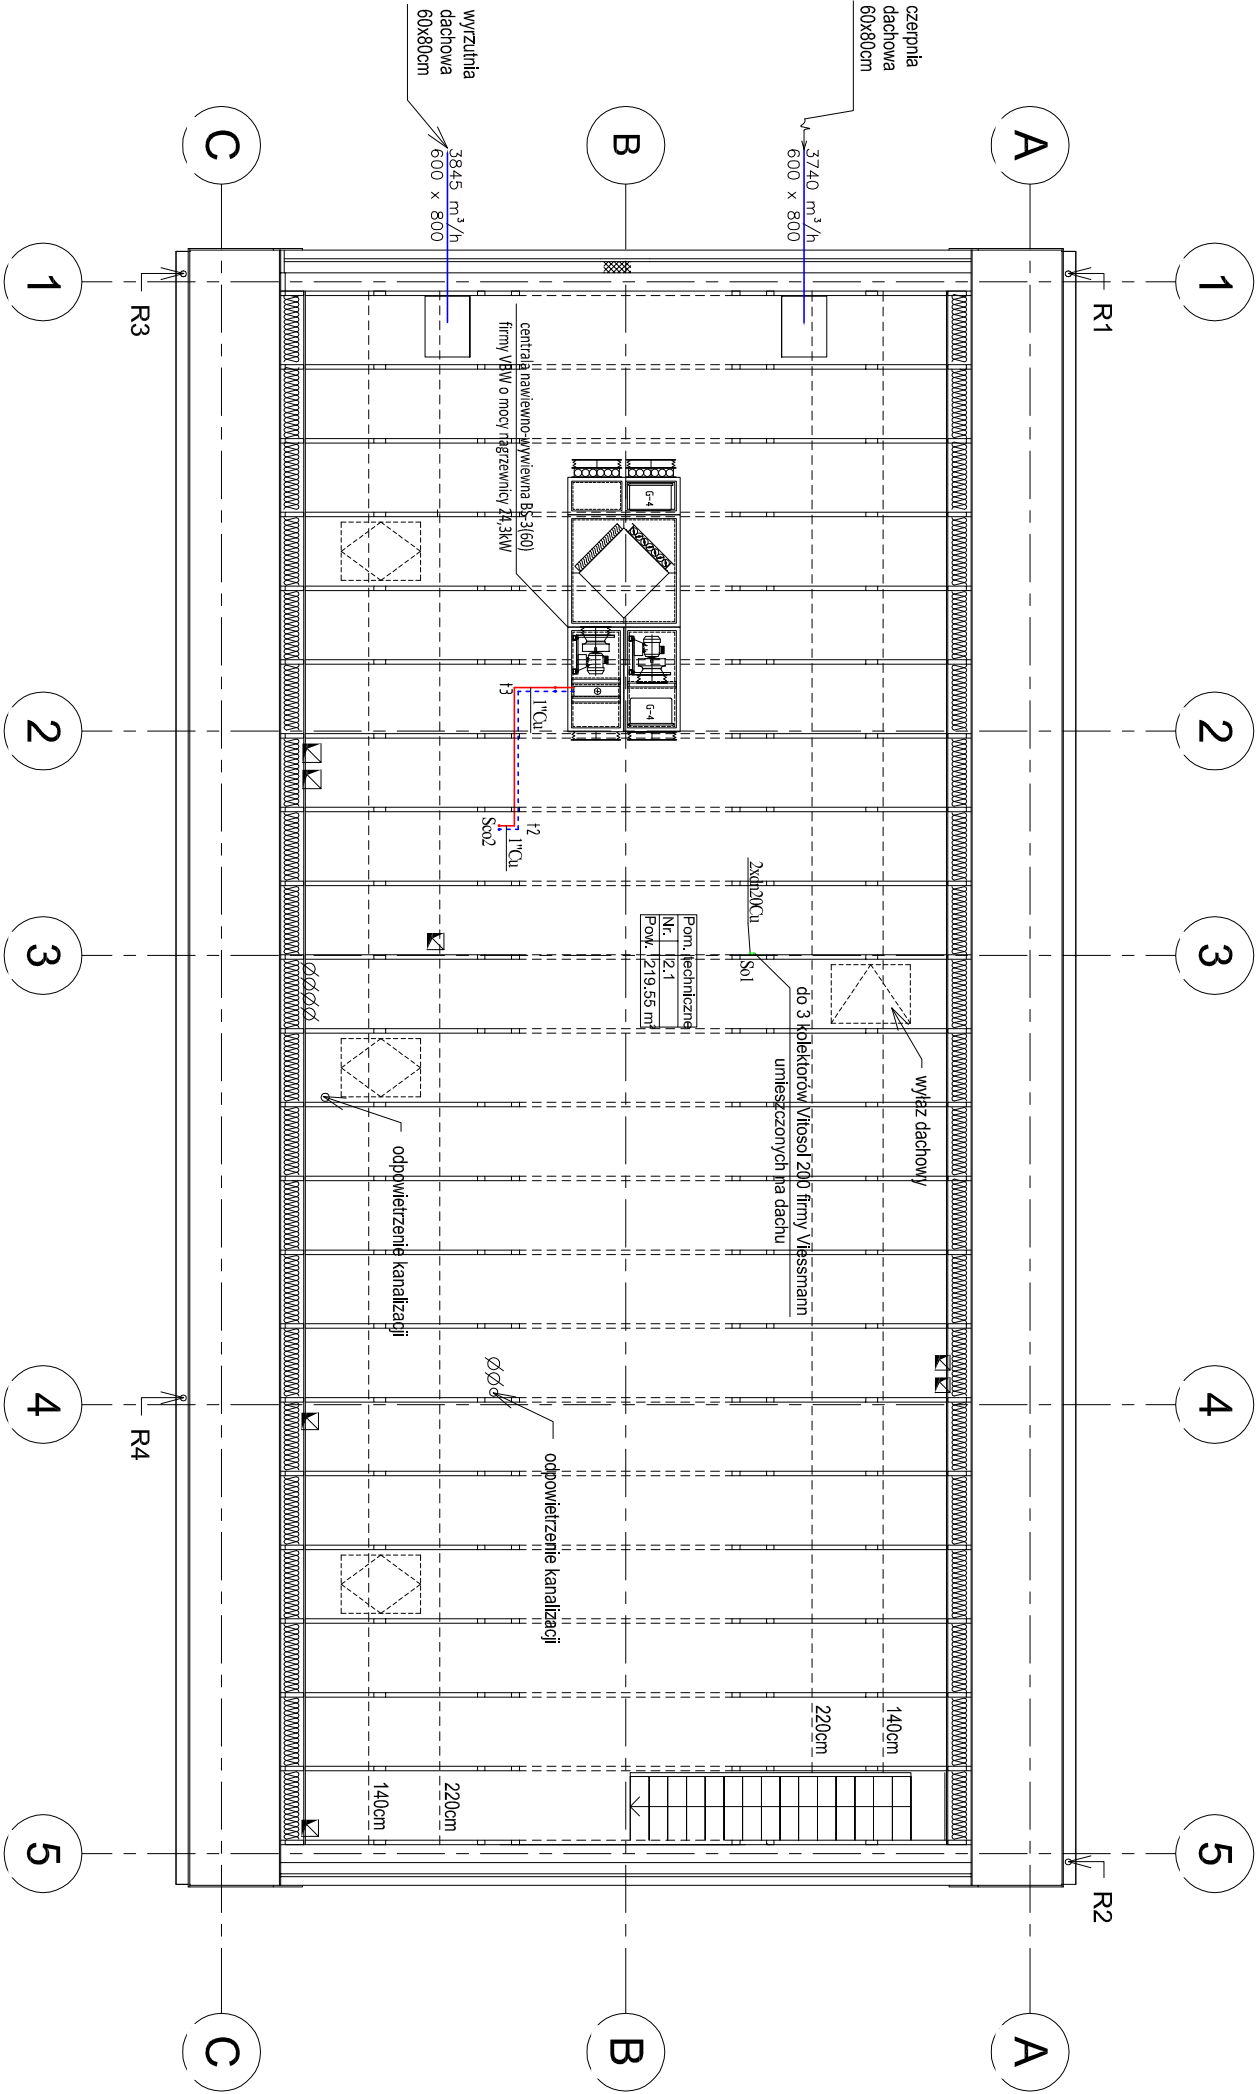 czerpnia
dachowa
60x80cm
wyrzutnia
dachowa
60x80cm
3740 m³/h
600 x 800
3845 m³/h
600 x 800
A
B
C
1
1
R1
R3
centrala nawiewno-wywiewna BS-3(60)
firmy VBW o mocy nagrzewnicy 24,3kW
G-4
G-4
t3
1"Cu
2
2
t2
1"Cu
Sco2
2xdn20Cu
So1
Pom. techniczne
Nr. 2.1
Pow. 219.55 m²
3
3
do 3 kolektorów Vitosol 200 firmy Viessmann
umieszczonych na dachu
wyłaz dachowy
odpowietrzenie kanalizacji
4
4
R4
odpowietrzenie kanalizacji
140cm
220cm
220cm
140cm
5
5
R2
A
B
C